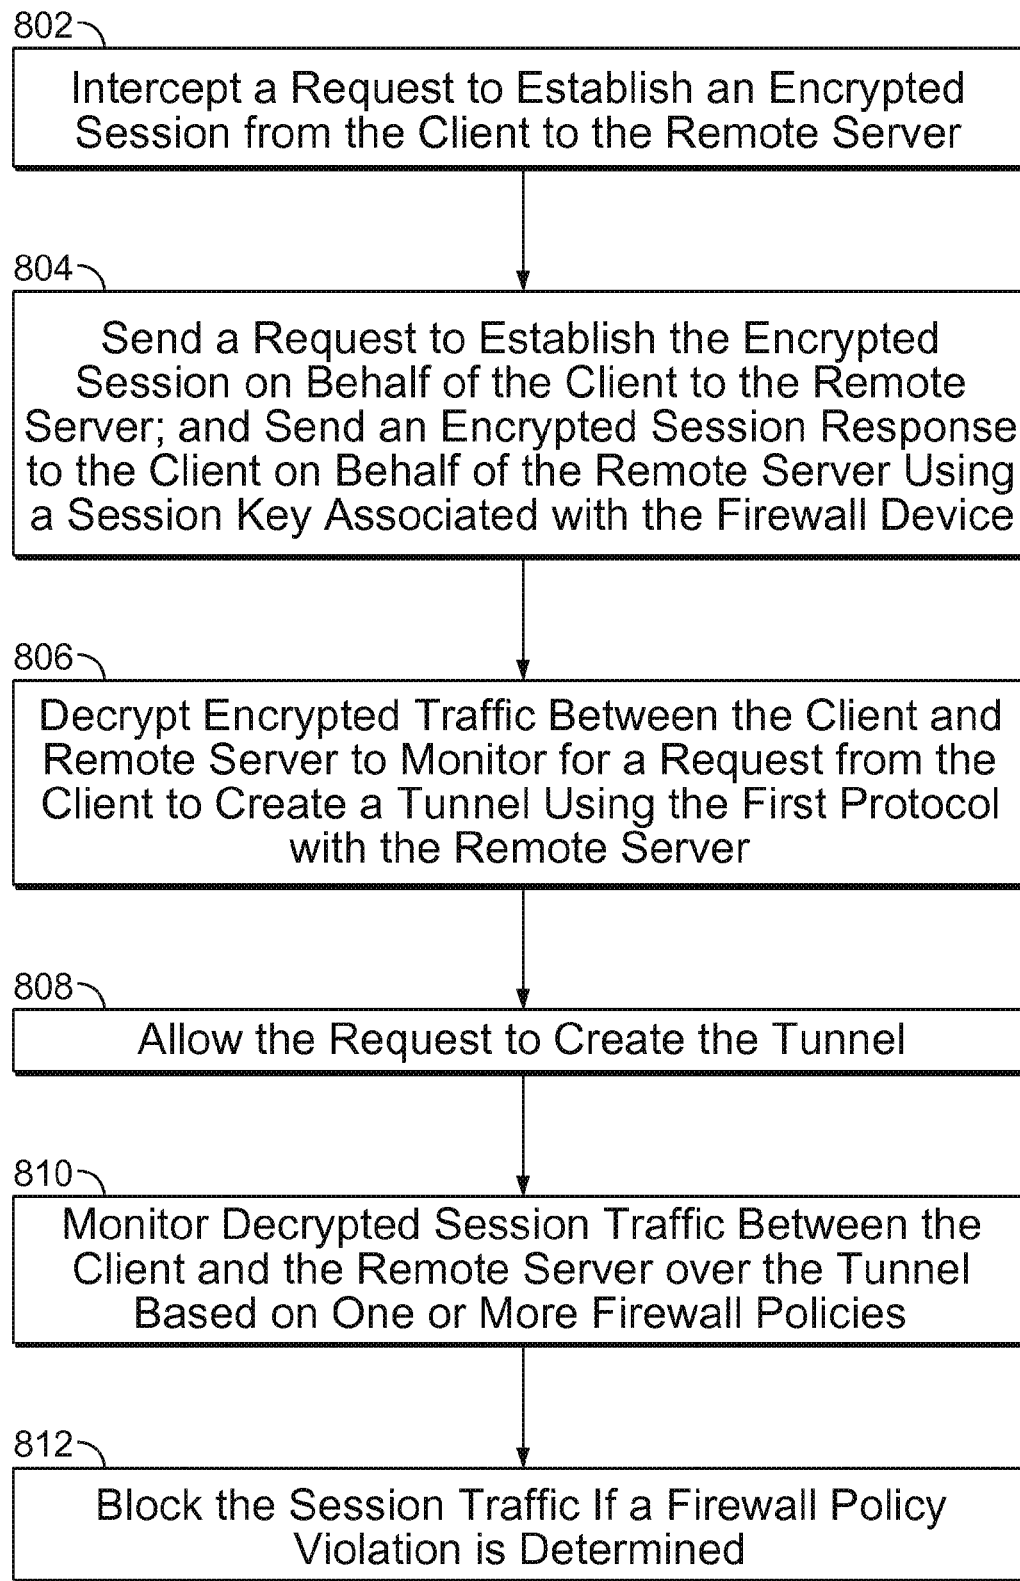 802
Intercept a Request to Establish an Encrypted
Session from the Client to the Remote Server
804
Send a Request to Establish the Encrypted
Session on Behalf of the Client to the Remote
Server; and Send an Encrypted Session Response
to the Client on Behalf of the Remote Server Using
a Session Key Associated with the Firewall Device
806
Decrypt Encrypted Traffic Between the Client and
Remote Server to Monitor for a Request from the
Client to Create a Tunnel Using the First Protocol
with the Remote Server
808
Allow the Request to Create the Tunnel
810
Monitor Decrypted Session Traffic Between the
Client and the Remote Server over the Tunnel
Based on One or More Firewall Policies
812
Block the Session Traffic If a Firewall Policy
Violation is Determined